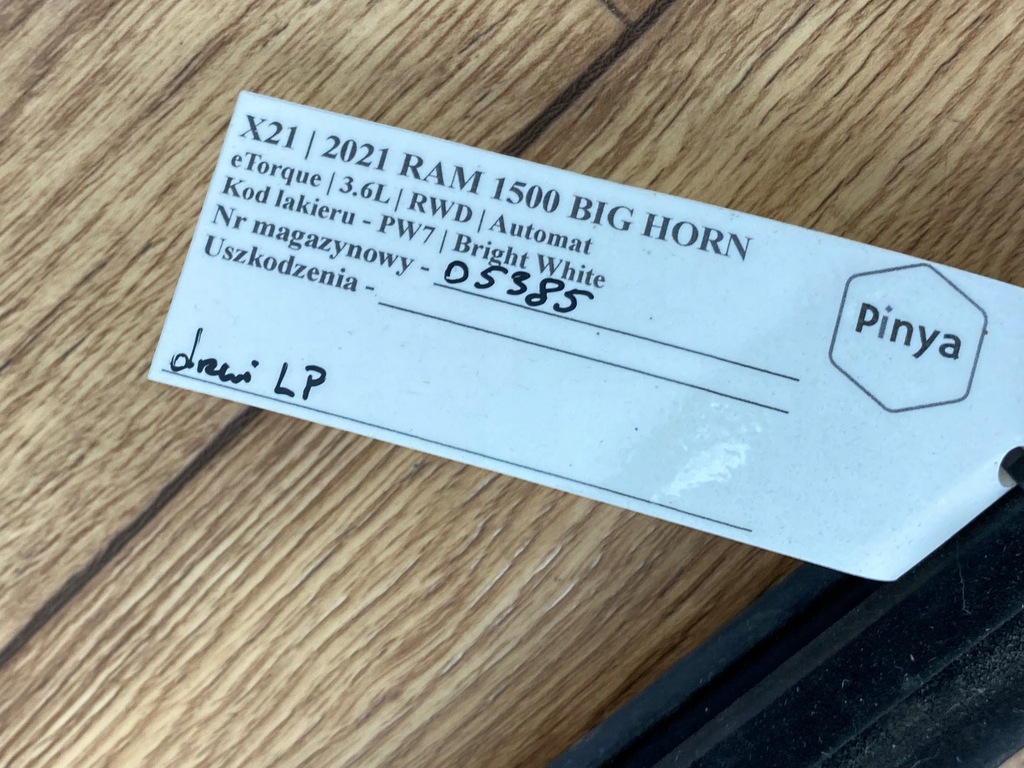 X21 | 2021 RAM 1500 BIG HORN
eTorque | 3.6L | RWD | Automat
Kod lakieru - PW7 | Bright White
Nr magazynowy - 05385
Uszkodzenia -
drzwi LP
Pinya